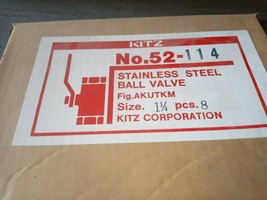 KITZ
No.52-114
STAINLESS STEEL
BALL VALVE
Fig.AKUTKM
Size. 1¼ pcs. 8
KITZ CORPORATION